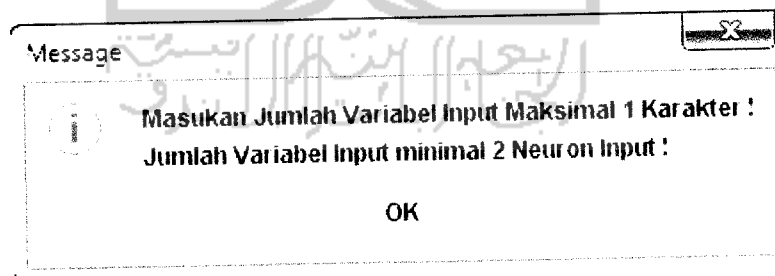 Message
Masukan Jumlah Variabel Input Maksimal 1 Karakter !
Jumlah Variabel Input minimal 2 Neuron Input !
OK